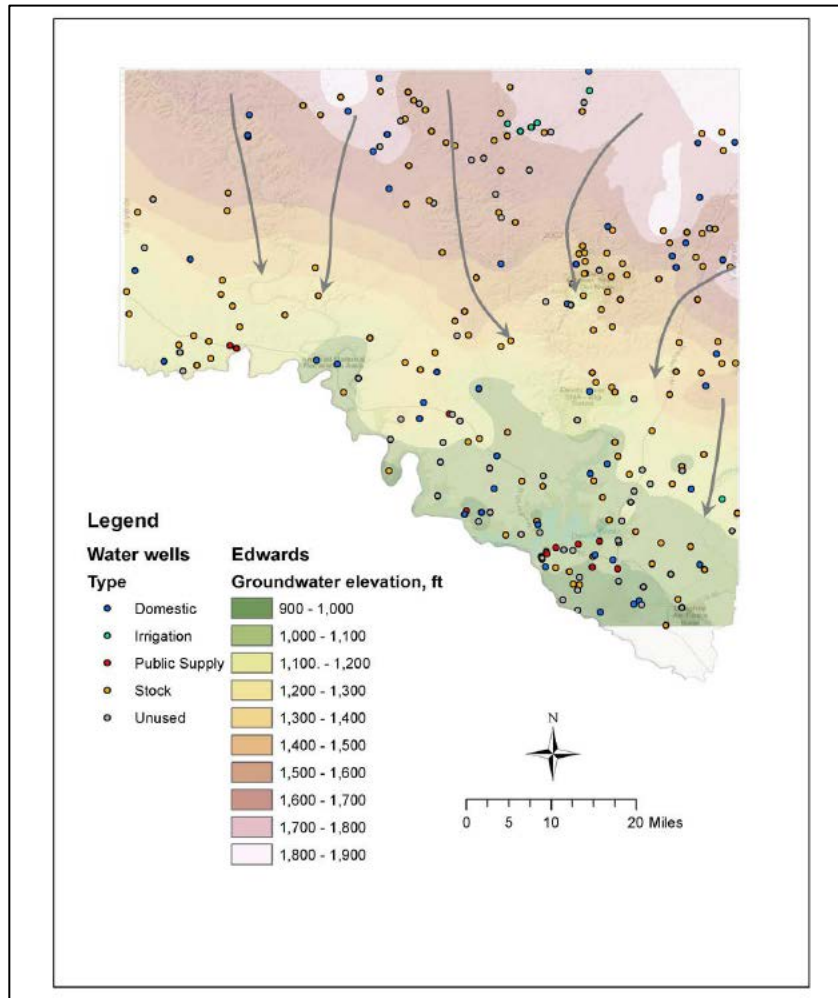 Legend
Water wells
Type
Domestic
Irrigation
Public Supply
Stock
Unused
Edwards
Groundwater elevation, ft
900 - 1,000
1,000 - 1,100
1,100. - 1,200
1,200 - 1,300
1,300 - 1,400
1,400 - 1,500
1,500 - 1,600
1,600 - 1,700
1,700 - 1,800
1,800 - 1,900
N
0 5 10 20 Miles